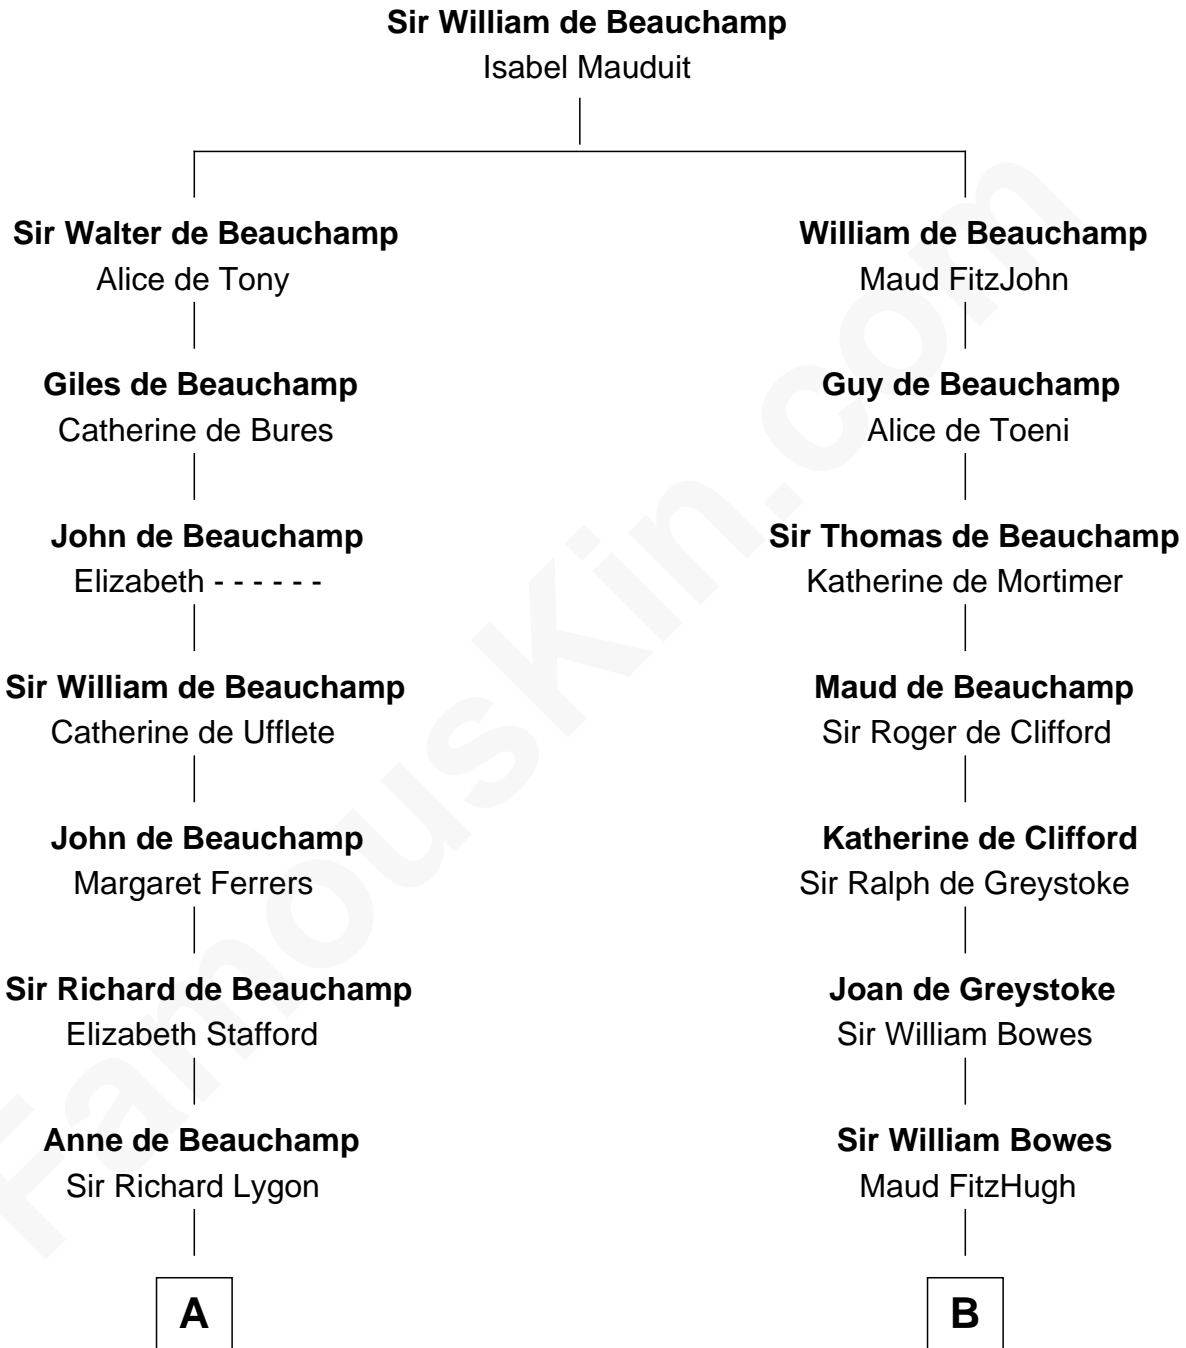 Sir William de Beauchamp
Isabel Mauduit
Sir Walter de Beauchamp
Alice de Tony
William de Beauchamp
Maud FitzJohn
Giles de Beauchamp
Catherine de Bures
Guy de Beauchamp
Alice de Toeni
John de Beauchamp
Elizabeth - - - - - -
Sir Thomas de Beauchamp
Katherine de Mortimer
Sir William de Beauchamp
Catherine de Ufflete
Maud de Beauchamp
Sir Roger de Clifford
John de Beauchamp
Margaret Ferrers
Katherine de Clifford
Sir Ralph de Greystoke
Sir Richard de Beauchamp
Elizabeth Stafford
Joan de Greystoke
Sir William Bowes
Anne de Beauchamp
Sir Richard Lygon
Sir William Bowes
Maud FitzHugh
A
B
FamousKin.com